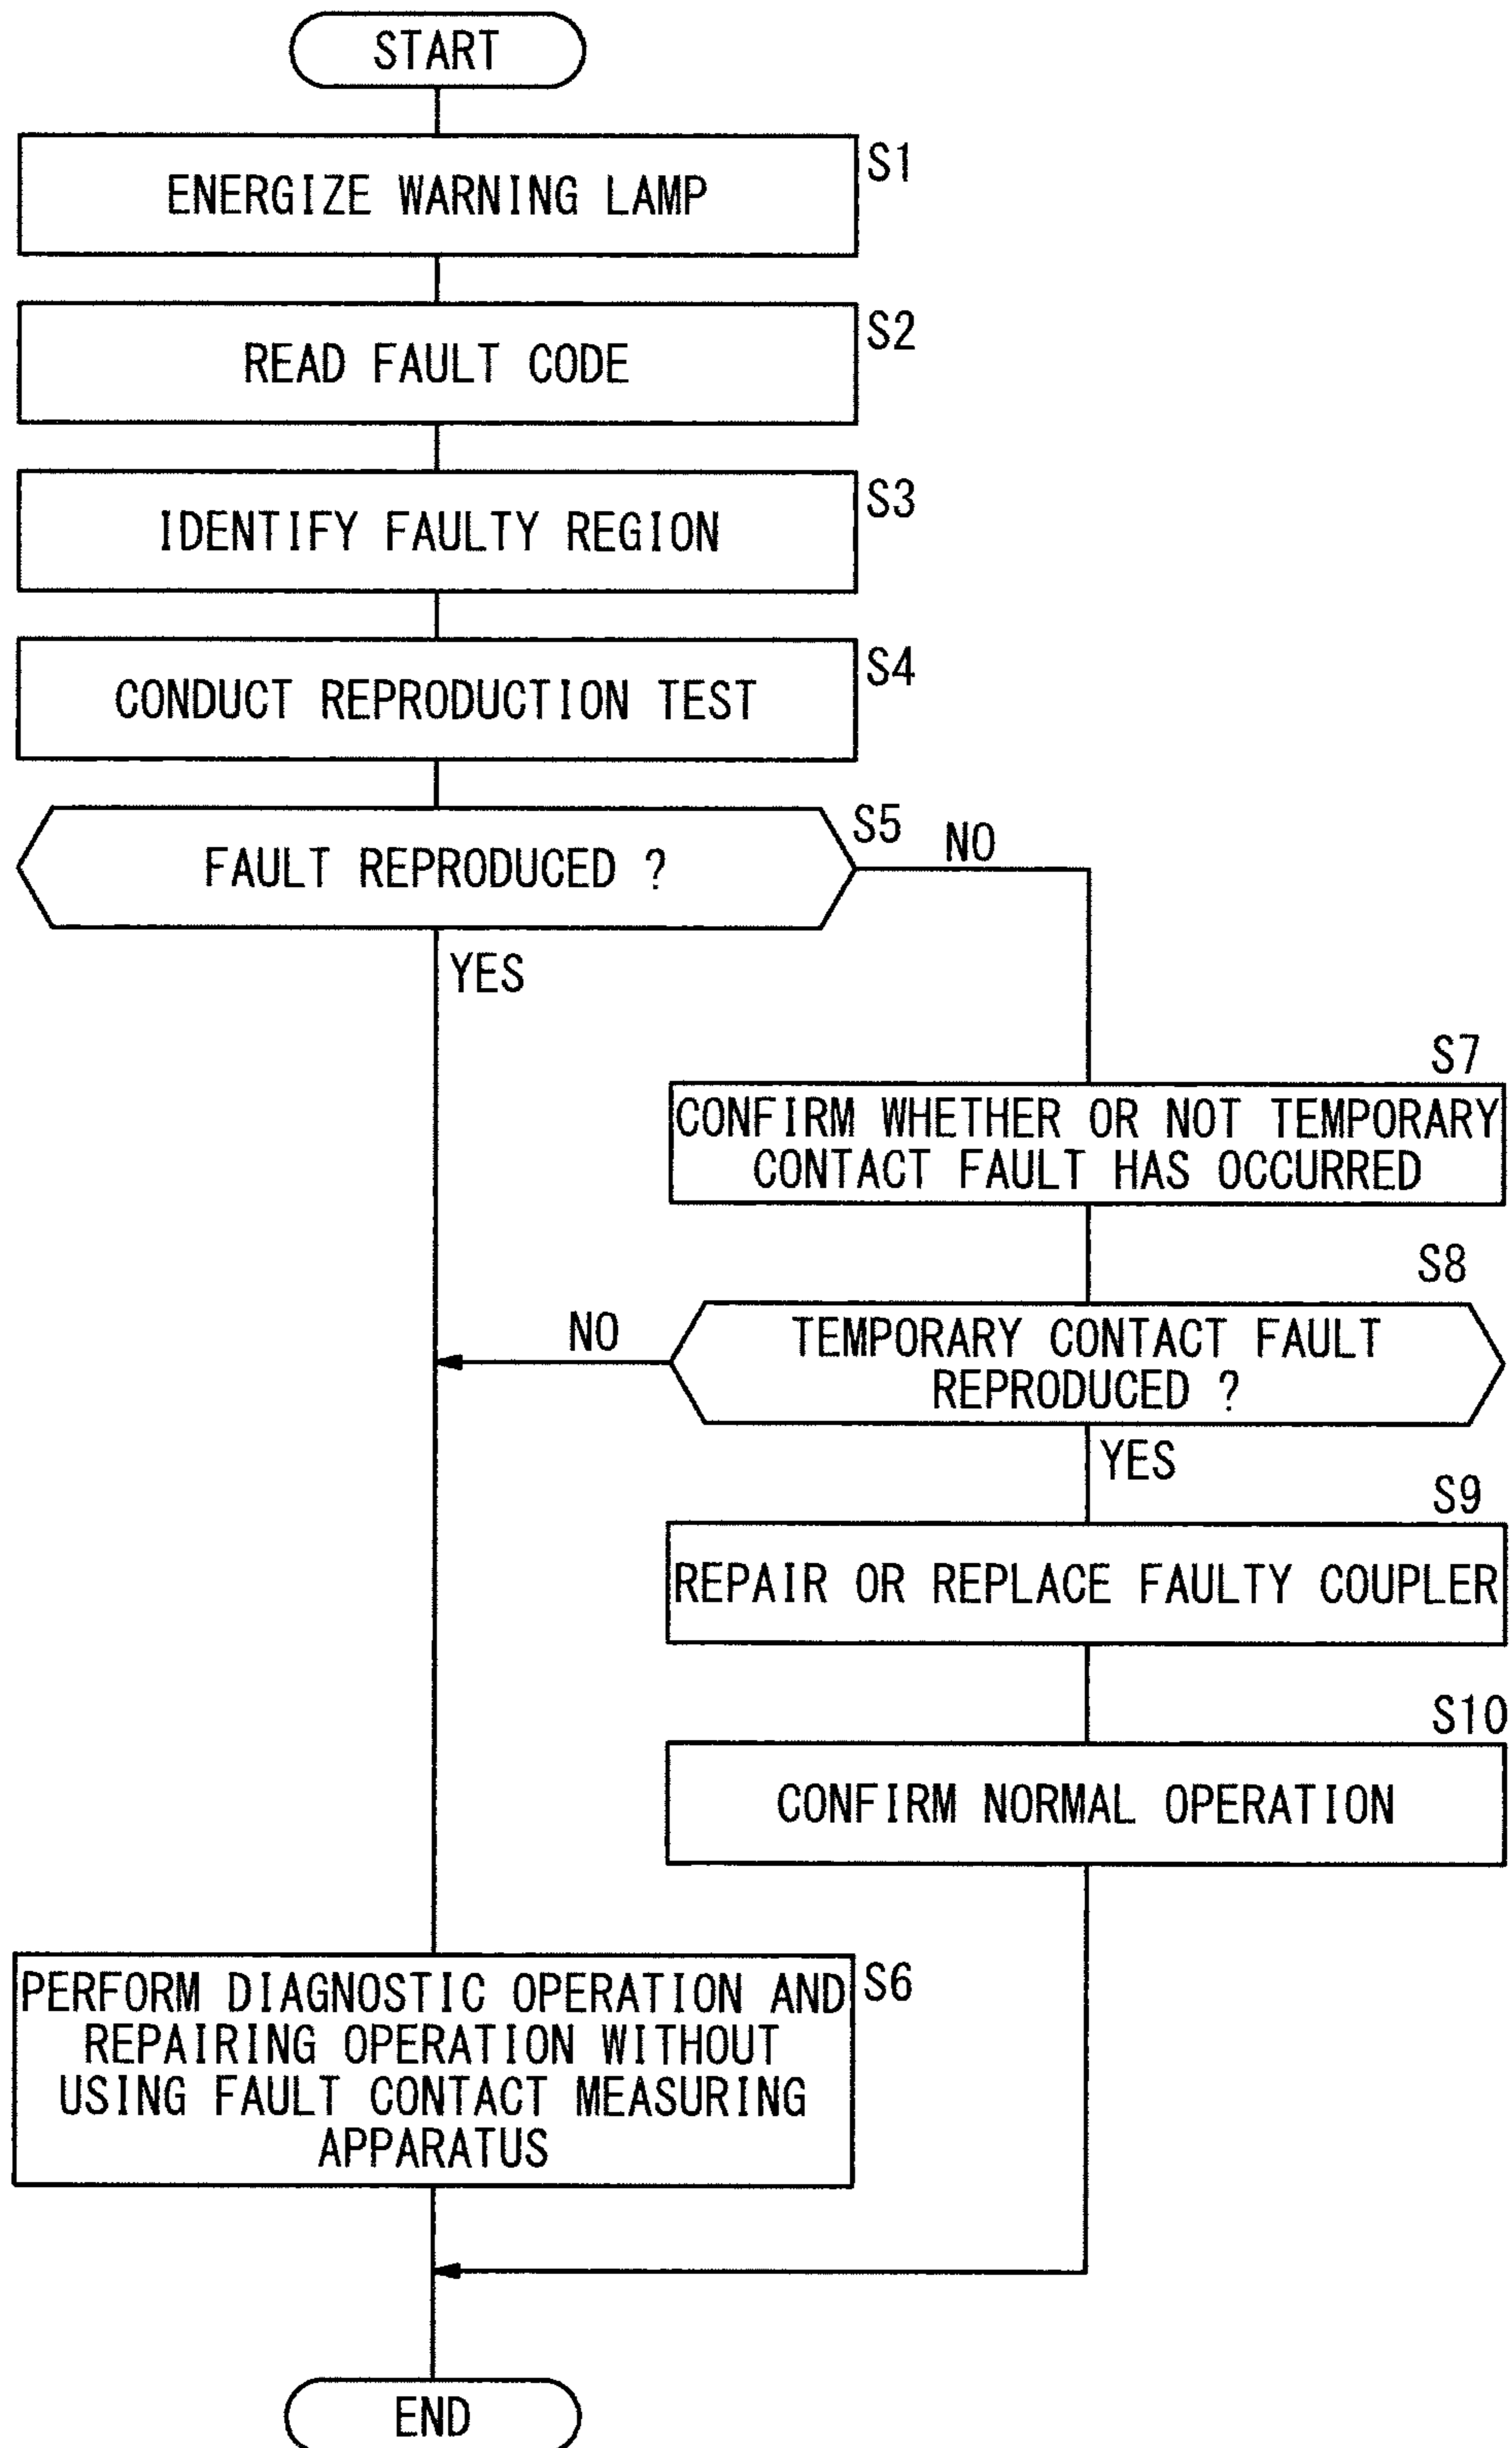 START
S1
ENERGIZE WARNING LAMP
S2
READ FAULT CODE
S3
IDENTIFY FAULTY REGION
S4
CONDUCT REPRODUCTION TEST
S5
NO
FAULT REPRODUCED ?
YES
S7
CONFIRM WHETHER OR NOT TEMPORARY
CONTACT FAULT HAS OCCURRED
S8
NO
TEMPORARY CONTACT FAULT
REPRODUCED ?
YES
S9
REPAIR OR REPLACE FAULTY COUPLER
S10
CONFIRM NORMAL OPERATION
S6
PERFORM DIAGNOSTIC OPERATION AND
REPAIRING OPERATION WITHOUT
USING FAULT CONTACT MEASURING
APPARATUS
END